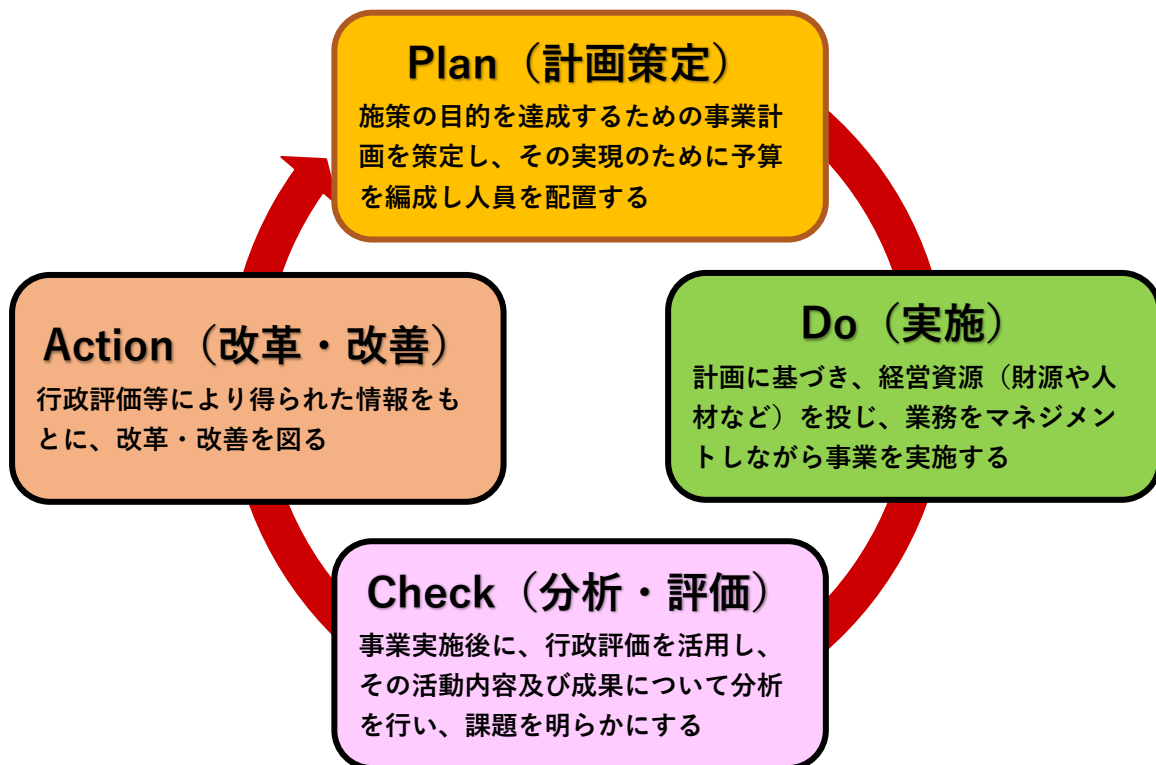 Plan（計画策定）
施策の目的を達成するための事業計
画を策定し、その実現のために予算
を編成し人員を配置する
Do（実施）
計画に基づき、経営資源（財源や人
材など）を投じ、業務をマネジメン
トしながら事業を実施する
Check（分析・評価）
事業実施後に、行政評価を活用し、
その活動内容及び成果について分析
を行い、課題を明らかにする
Action（改革・改善）
行政評価等により得られた情報をも
とに、改革・改善を図る